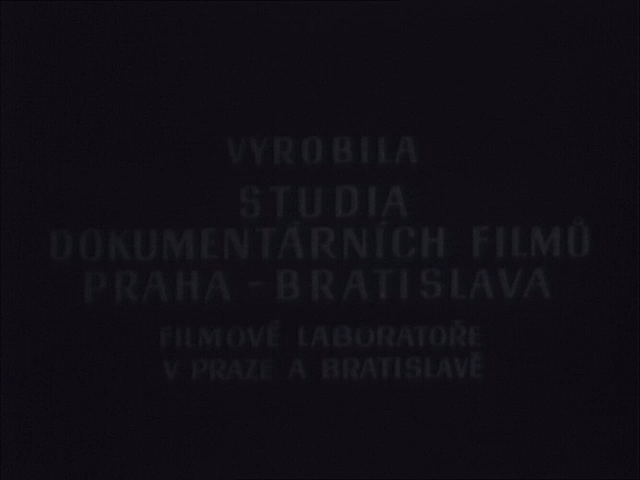 VYROBILA
STUDIA
DOKUMENTÁRNÍCH FILMŮ
PRAHA - BRATISLAVA
FILMOVÉ LABORATOŘE
V PRAZE A BRATISLAVĚ